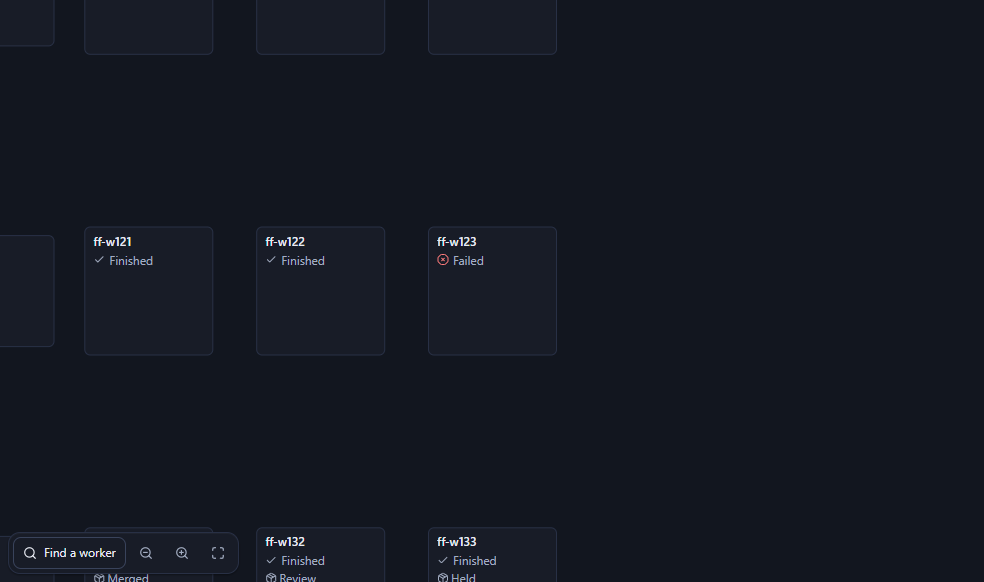 ff-w121
Finished
ff-w122
Finished
ff-w123
Failed
ff-w132
Finished
Review
ff-w133
Finished
Held
Merged
Find a worker